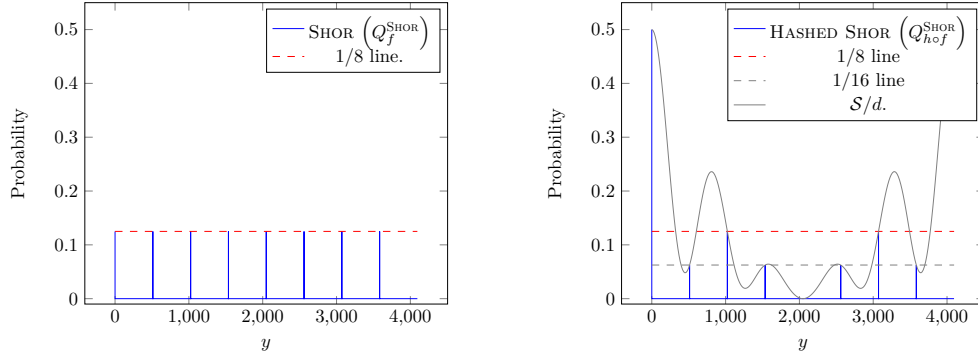 SHOR (Q_f^SHOR)
1/8 line.
0.5
0.4
0.3
0.2
0.1
0
Probability
0 1,000 2,000 3,000 4,000
y
HASHED SHOR (Q_{h∘f}^SHOR)
1/8 line
1/16 line
𝒮/d.
0.5
0.4
0.3
0.2
0.1
0
Probability
0 1,000 2,000 3,000 4,000
y